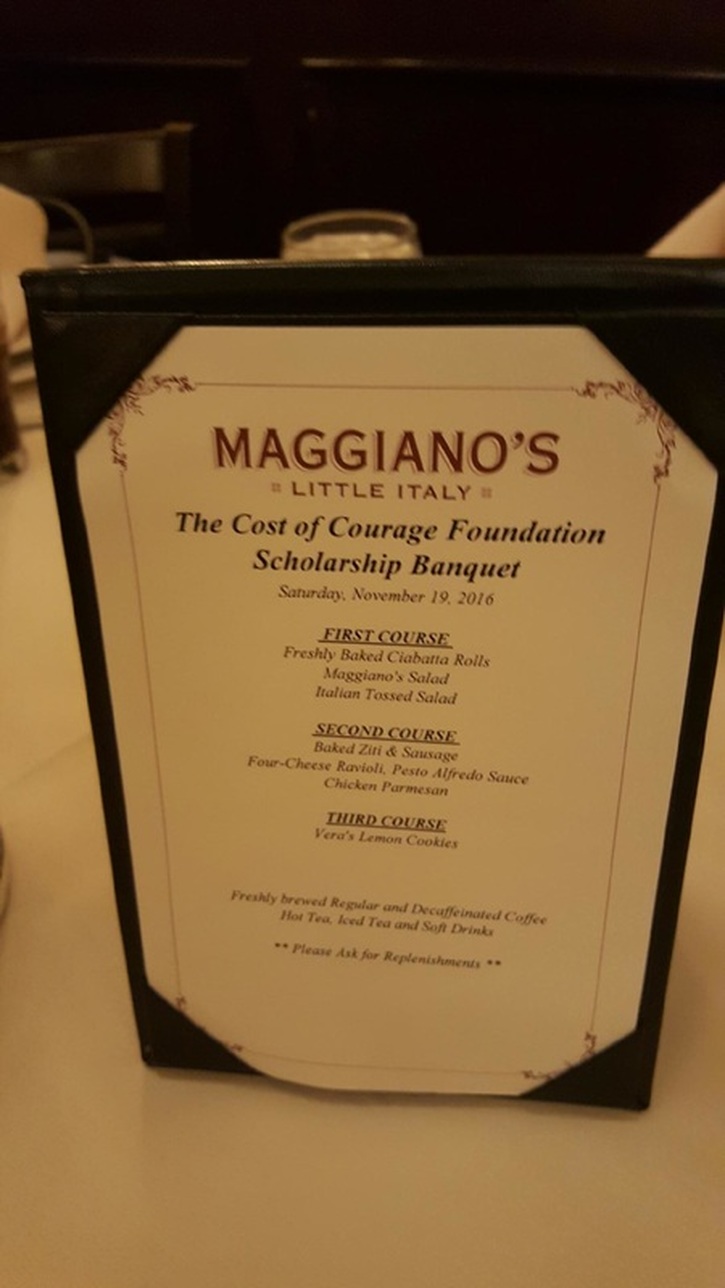 MAGGIANO'S
LITTLE ITALY
The Cost of Courage Foundation
Scholarship Banquet
Saturday, November 19, 2016
FIRST COURSE
Freshly Baked Ciabatta Rolls
Maggiano's Salad
Italian Tossed Salad
SECOND COURSE
Baked Ziti & Sausage
Four-Cheese Ravioli, Pesto Alfredo Sauce
Chicken Parmesan
THIRD COURSE
Vera's Lemon Cookies
Freshly brewed Regular and Decaffeinated Coffee
Hot Tea, Iced Tea and Soft Drinks
** Please Ask for Replenishments **